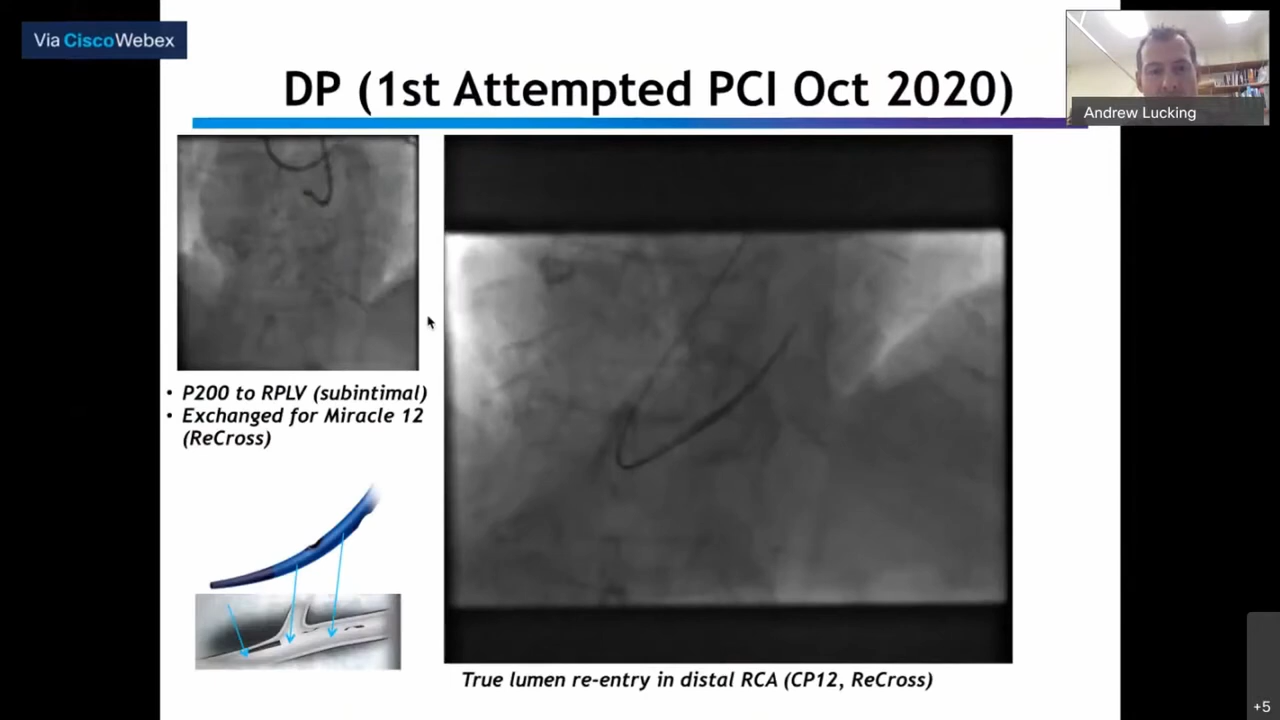 Via CiscoWebex
DP (1st Attempted PCI Oct 2020)
Andrew Lucking
• P200 to RPLV (subintimal)
• Exchanged for Miracle 12
(ReCross)
True lumen re-entry in distal RCA (CP12, ReCross)
+5